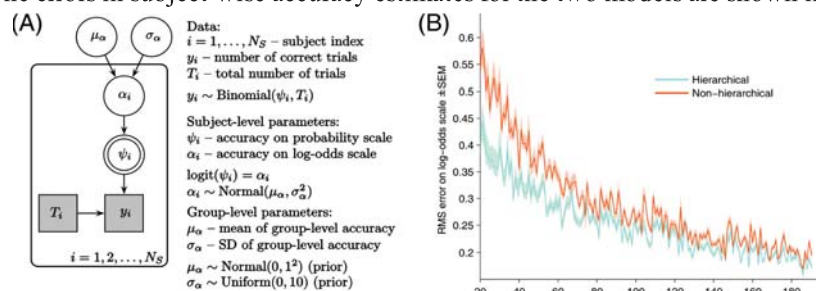 (A)
μα
σα
αi
ψi
Ti
yi
i = 1, 2, . . . , NS
Data:
i = 1, . . . , NS – subject index
yi – number of correct trials
Ti – total number of trials
yi ∼ Binomial(ψi, Ti)
Subject-level parameters:
ψi – accuracy on probability scale
αi – accuracy on log-odds scale
logit(ψi) = αi
αi ∼ Normal(μα, σα²)
Group-level parameters:
μα – mean of group-level accuracy
σα – SD of group-level accuracy
μα ∼ Normal(0, 1²) (prior)
σα ∼ Uniform(0, 10) (prior)
(B)
RMS error on log-odds scale ±SEM
0.6
0.55
0.5
0.45
0.4
0.35
0.3
0.25
0.2
Hierarchical
Non-hierarchical